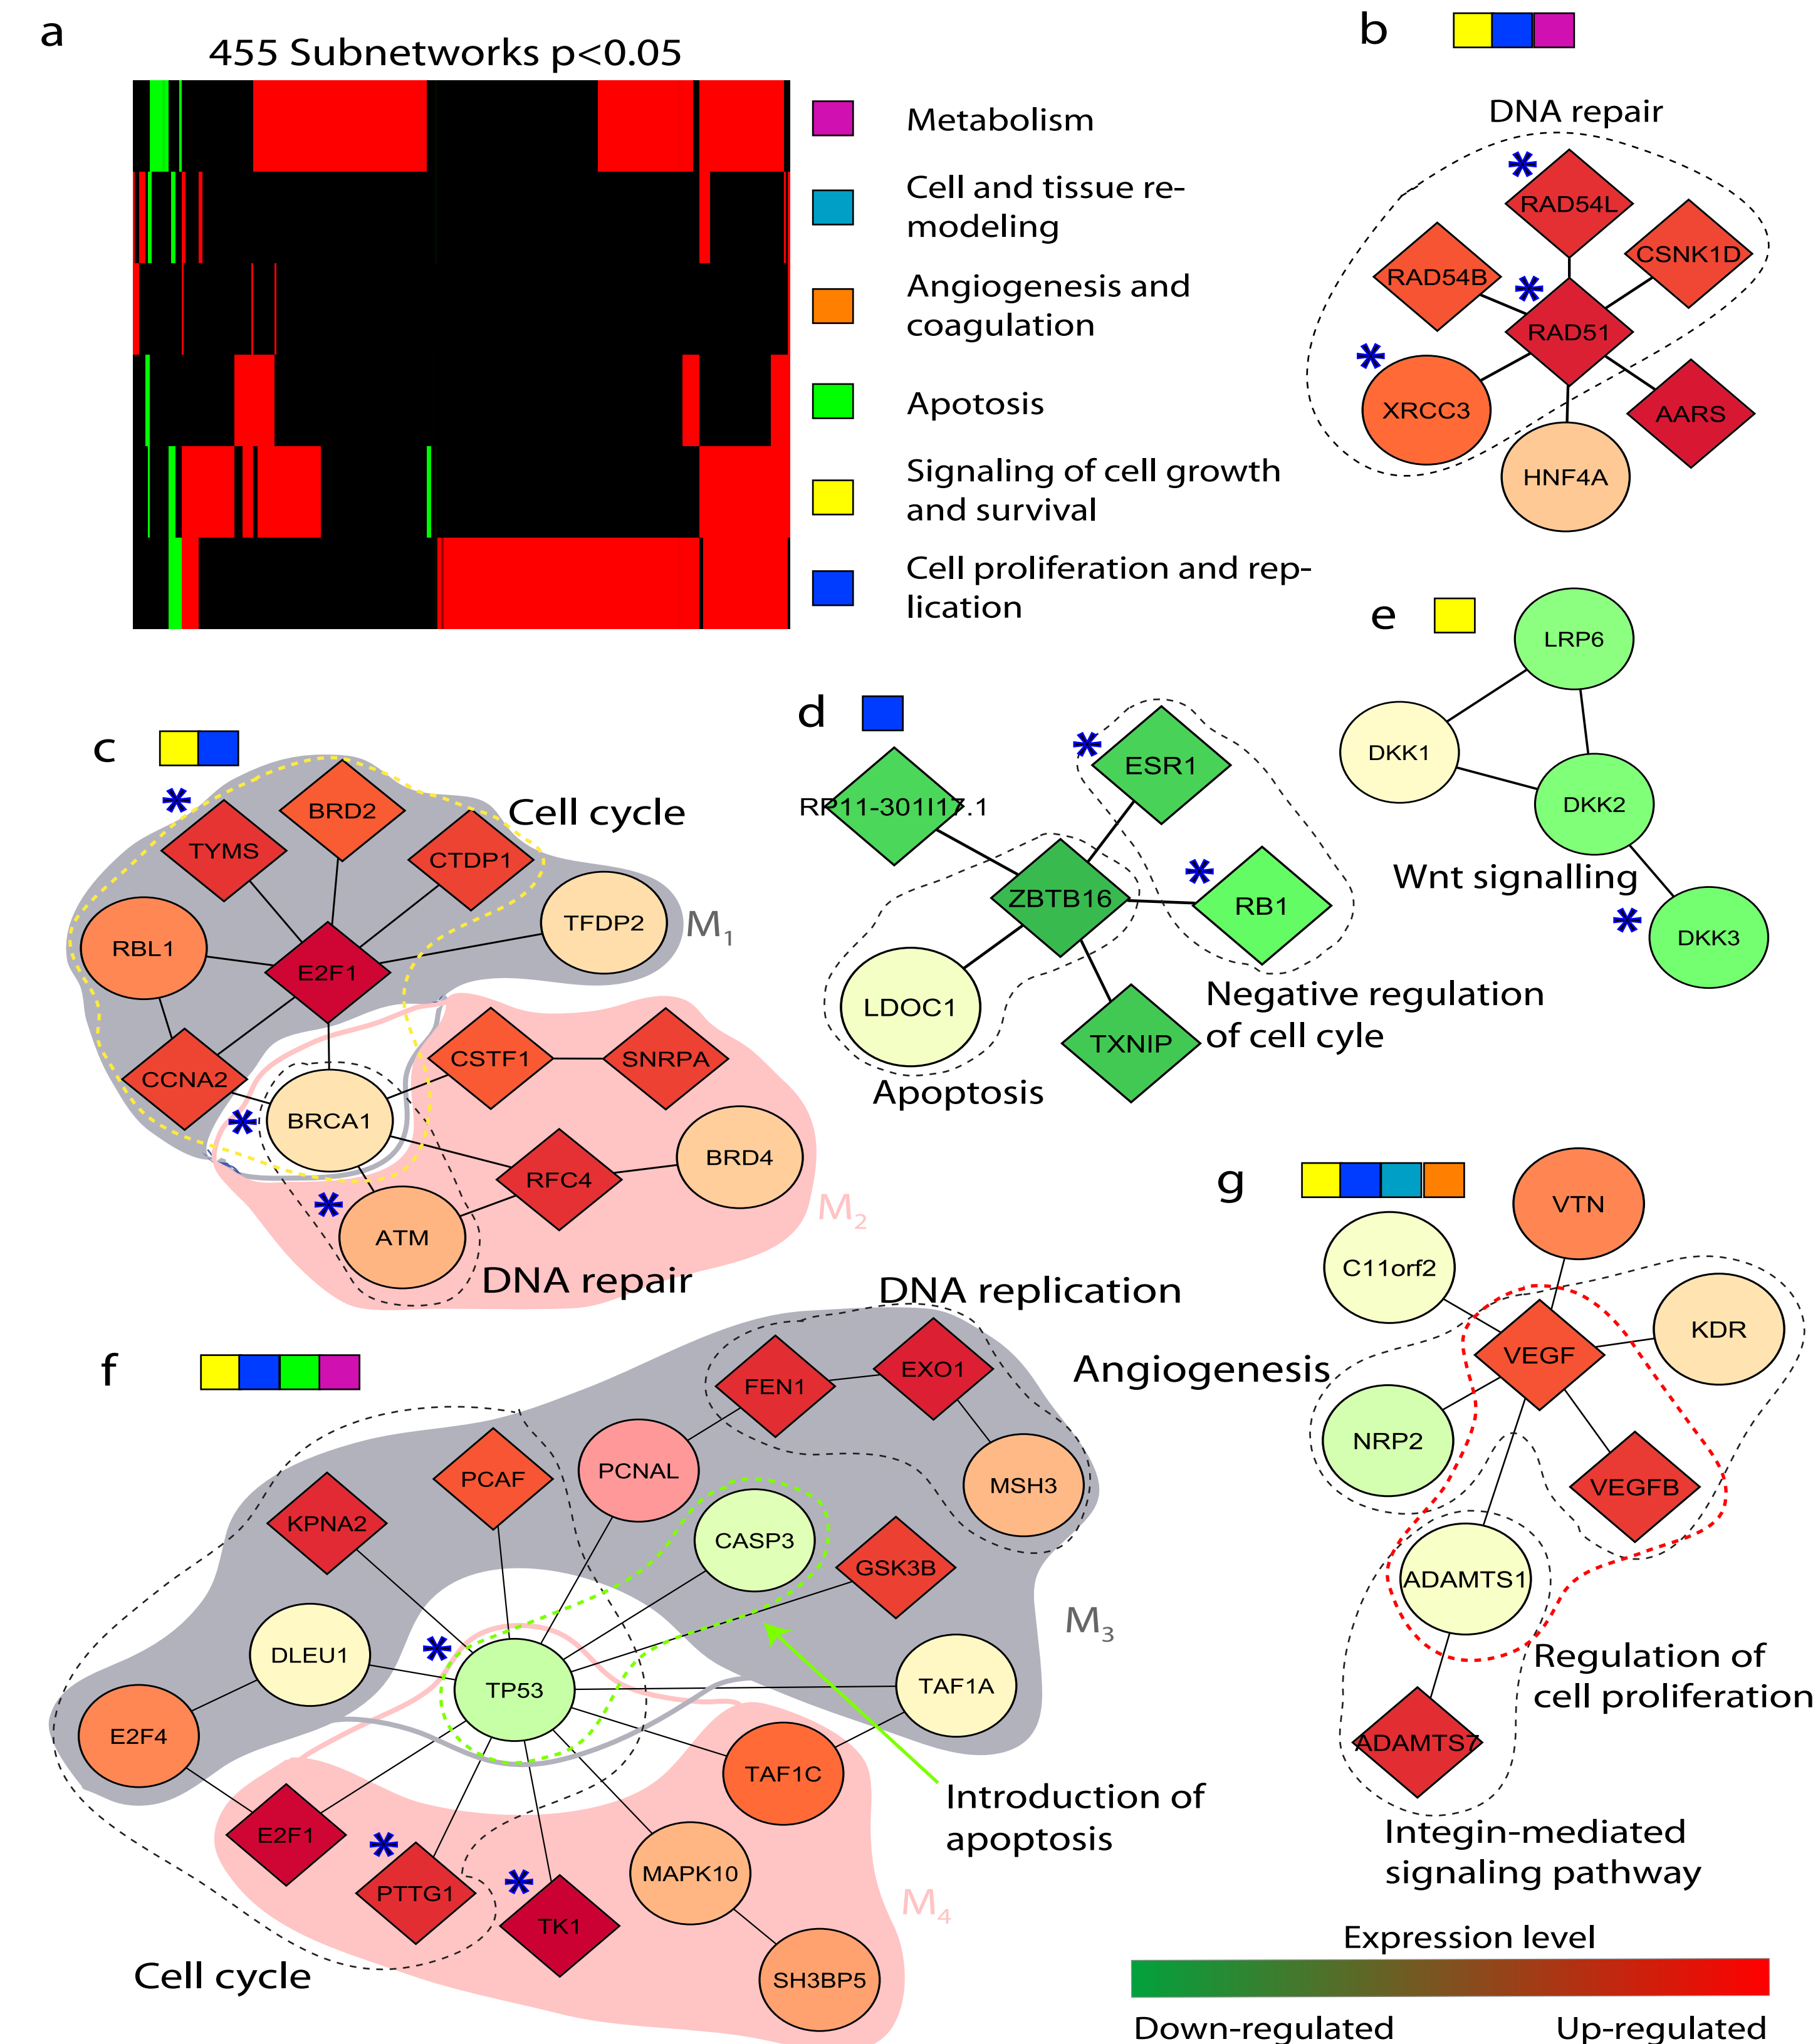 a
455 Subnetworks p<0.05
Metabolism
Cell and tissue re-
modeling
Angiogenesis and
coagulation
Apotosis
Signaling of cell growth
and survival
Cell proliferation and rep-
lication
b
DNA repair
*
RAD54L
CSNK1D
RAD54B
*
RAD51
*
XRCC3
AARS
HNF4A
c
*
BRD2
Cell cycle
TYMS
CTDP1
TFDP2
M1
RBL1
E2F1
CSTF1
SNRPA
CCNA2
*
BRCA1
BRD4
RFC4
*
M2
ATM
DNA repair
d
*
ESR1
RP11-301I17.1
*
ZBTB16
RB1
LDOC1
Negative regulation
of cell cyle
TXNIP
Apoptosis
e
LRP6
DKK1
DKK2
Wnt signalling
*
DKK3
f
DNA replication
FEN1
EXO1
PCAF
PCNAL
MSH3
KPNA2
CASP3
GSK3B
M3
DLEU1
*
TP53
TAF1A
E2F4
TAF1C
Introduction of
apoptosis
E2F1
*
PTTG1
*
MAPK10
TK1
M4
Cell cycle
SH3BP5
g
VTN
C11orf2
KDR
VEGF
Angiogenesis
NRP2
VEGFB
ADAMTS1
Regulation of
cell proliferation
ADAMTS7
Integin-mediated
signaling pathway
Expression level
Down-regulated
Up-regulated